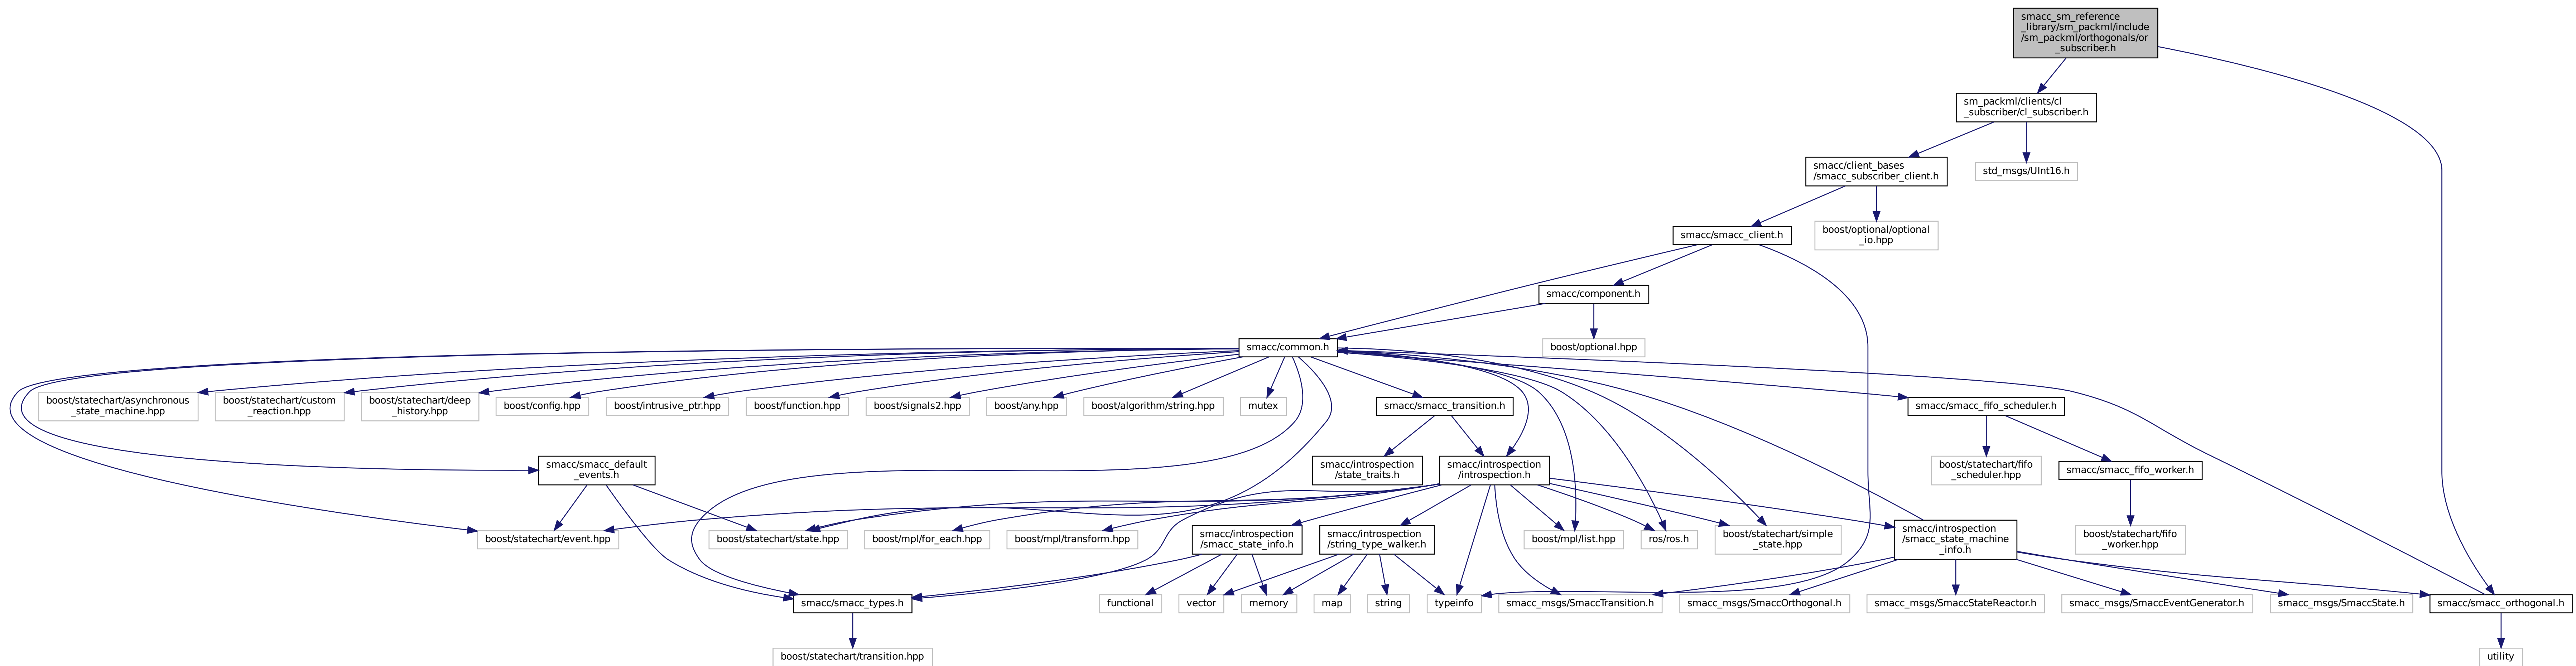 smacc_sm_reference
_library/sm_packml/include
/sm_packml/orthogonals/or
_subscriber.h
sm_packml/clients/cl
_subscriber/cl_subscriber.h
smacc/client_bases
/smacc_subscriber_client.h
std_msgs/UInt16.h
smacc/smacc_client.h
boost/optional/optional
_io.hpp
smacc/component.h
smacc/common.h
boost/optional.hpp
boost/statechart/asynchronous
_state_machine.hpp
boost/statechart/custom
_reaction.hpp
boost/statechart/deep
_history.hpp
boost/config.hpp
boost/intrusive_ptr.hpp
boost/function.hpp
boost/signals2.hpp
boost/any.hpp
boost/algorithm/string.hpp
mutex
smacc/smacc_transition.h
smacc/smacc_fifo_scheduler.h
smacc/smacc_default
_events.h
smacc/introspection
/state_traits.h
smacc/introspection
/introspection.h
boost/statechart/fifo
_scheduler.hpp
smacc/smacc_fifo_worker.h
boost/statechart/event.hpp
boost/statechart/state.hpp
boost/mpl/for_each.hpp
boost/mpl/transform.hpp
smacc/introspection
/smacc_state_info.h
smacc/introspection
/string_type_walker.h
boost/mpl/list.hpp
ros/ros.h
boost/statechart/simple
_state.hpp
smacc/introspection
/smacc_state_machine
_info.h
boost/statechart/fifo
_worker.hpp
smacc/smacc_types.h
functional
vector
memory
map
string
typeinfo
smacc_msgs/SmaccTransition.h
smacc_msgs/SmaccOrthogonal.h
smacc_msgs/SmaccStateReactor.h
smacc_msgs/SmaccEventGenerator.h
smacc_msgs/SmaccState.h
smacc/smacc_orthogonal.h
boost/statechart/transition.hpp
utility